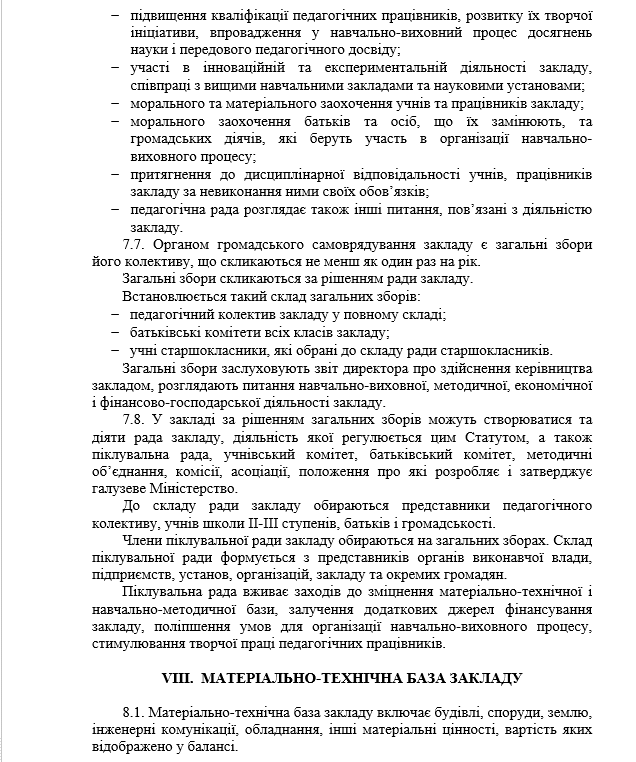 – підвищення кваліфікації педагогічних працівників, розвитку їх творчої
ініціативи, впровадження у навчально-виховний процес досягнень
науки і передового педагогічного досвіду;
– участі в інноваційній та експериментальній діяльності закладу,
співпраці з вищими навчальними закладами та науковими установами;
– морального та матеріального заохочення учнів та працівників закладу;
– морального заохочення батьків та осіб, що їх замінюють, та
громадських діячів, які беруть участь в організації навчально-
виховного процесу;
– притягнення до дисциплінарної відповідальності учнів, працівників
закладу за невиконання ними своїх обов’язків;
– педагогічна рада розглядає також інші питання, пов’язані з діяльністю
закладу.
7.7. Органом громадського самоврядування закладу є загальні збори
його колективу, що скликаються не менш як один раз на рік.
Загальні збори скликаються за рішенням ради закладу.
Встановлюється такий склад загальних зборів:
– педагогічний колектив закладу у повному складі;
– батьківські комітети всіх класів закладу;
– учні старшокласники, які обрані до складу ради старшокласників.
Загальні збори заслуховують звіт директора про здійснення керівництва
закладом, розглядають питання навчально-виховної, методичної, економічної
і фінансово-господарської діяльності закладу.
7.8. У закладі за рішенням загальних зборів можуть створюватися та
діяти рада закладу, діяльність якої регулюється цим Статутом, а також
піклувальна рада, учнівський комітет, батьківський комітет, методичні
об’єднання, комісії, асоціації, положення про які розробляє і затверджує
галузеве Міністерство.
До складу ради закладу обираються представники педагогічного
колективу, учнів школи ІІ-ІІІ ступенів, батьків і громадськості.
Члени піклувальної ради закладу обираються на загальних зборах. Склад
піклувальної ради формується з представників органів виконавчої влади,
підприємств, установ, організацій, закладу та окремих громадян.
Піклувальна рада вживає заходів до зміцнення матеріально-технічної і
навчально-методичної бази, залучення додаткових джерел фінансування
закладу, поліпшення умов для організації навчально-виховного процесу,
стимулювання творчої праці педагогічних працівників.
VIII. МАТЕРІАЛЬНО-ТЕХНІЧНА БАЗА ЗАКЛАДУ
8.1. Матеріально-технічна база закладу включає будівлі, споруди, землю,
інженерні комунікації, обладнання, інші матеріальні цінності, вартість яких
відображено у балансі.